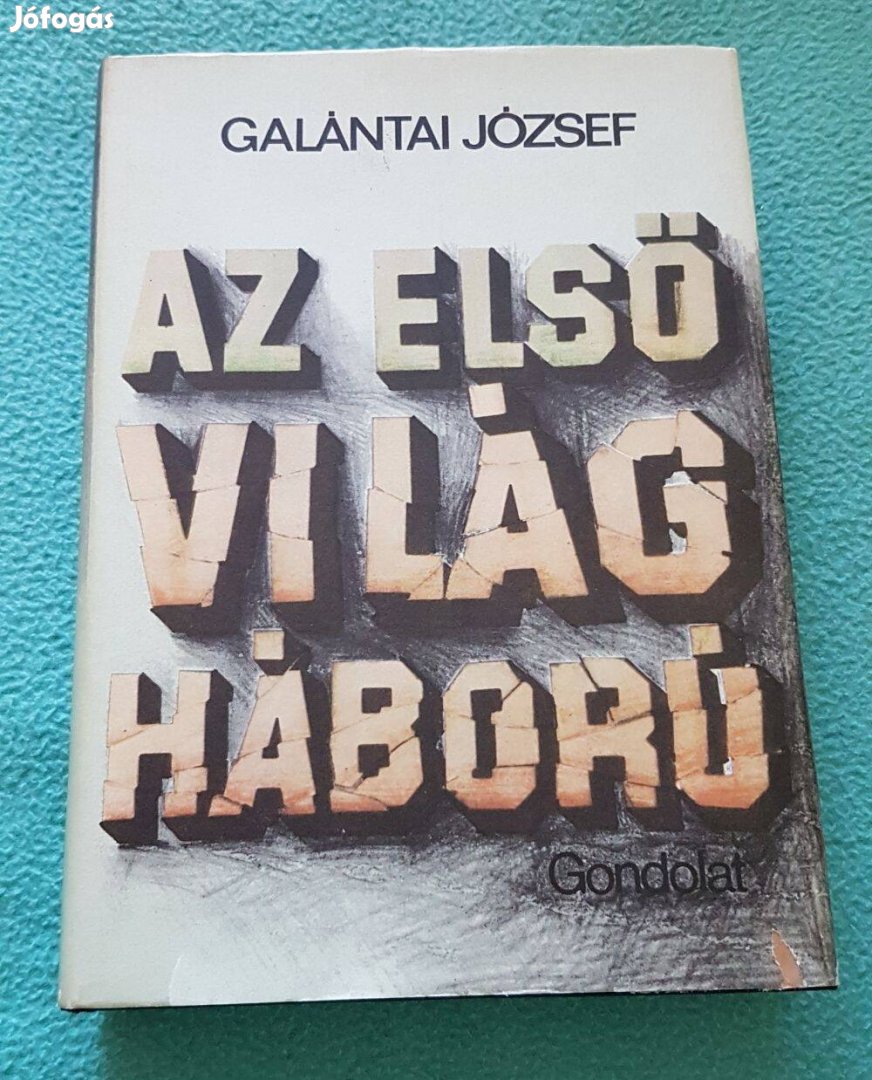 Jófogás
GALÁNTAI JÓZSEF
AZ ELSŐ
VILÁG
HÁBORÚ
Gondolat